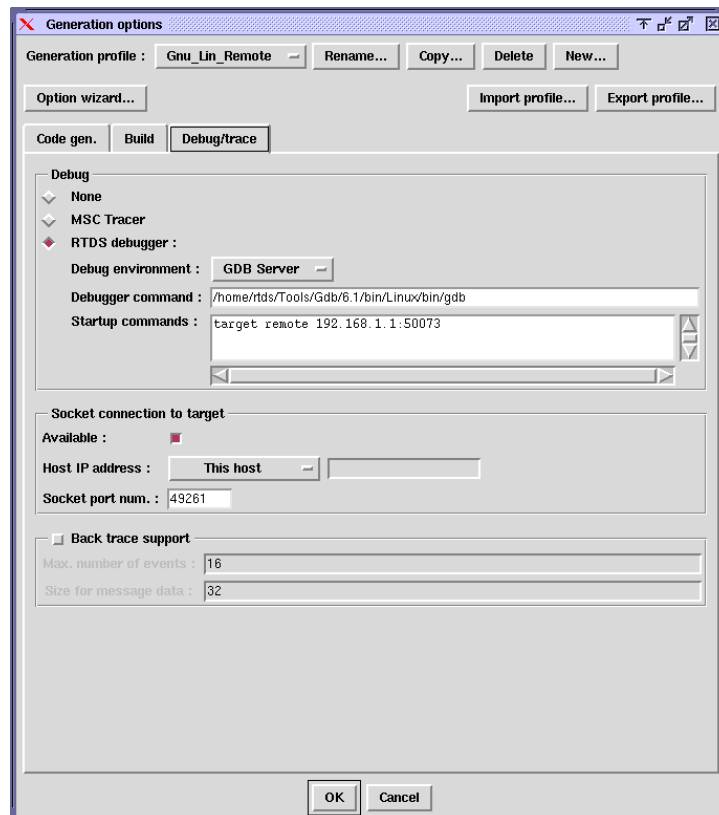 Generation options
Generation profile : Gnu_Lin_Remote Rename... Copy... Delete New...
Option wizard... Import profile... Export profile...
Code gen. Build Debug/trace
Debug
None
MSC Tracer
RTDS debugger :
Debug environment : GDB Server
Debugger command : /home/rtds/Tools/Gdb/6.1/bin/Linux/bin/gdb
Startup commands : target remote 192.168.1.1:50073
Socket connection to target
Available :
Host IP address : This host
Socket port num. : 49261
Back trace support
Max. number of events : 16
Size for message data : 32
OK Cancel